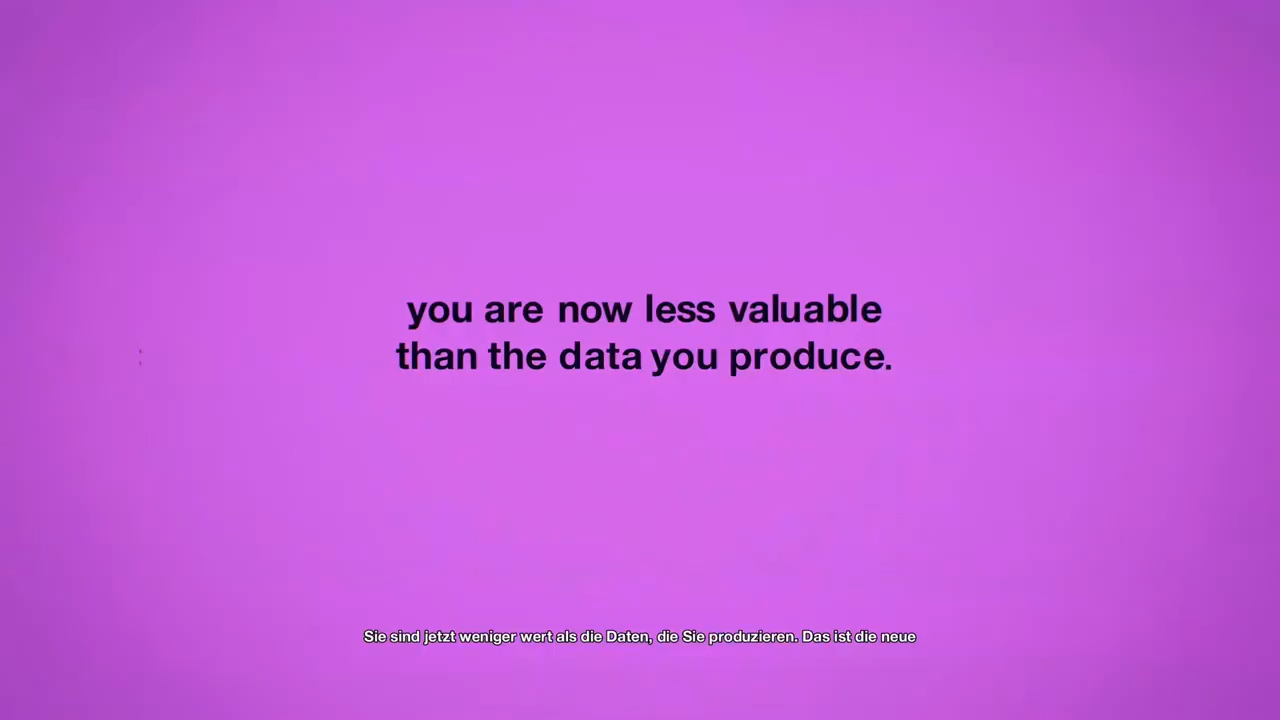 you are now less valuable
than the data you produce.
Sie sind jetzt weniger wert als die Daten, die Sie produzieren. Das ist die neue